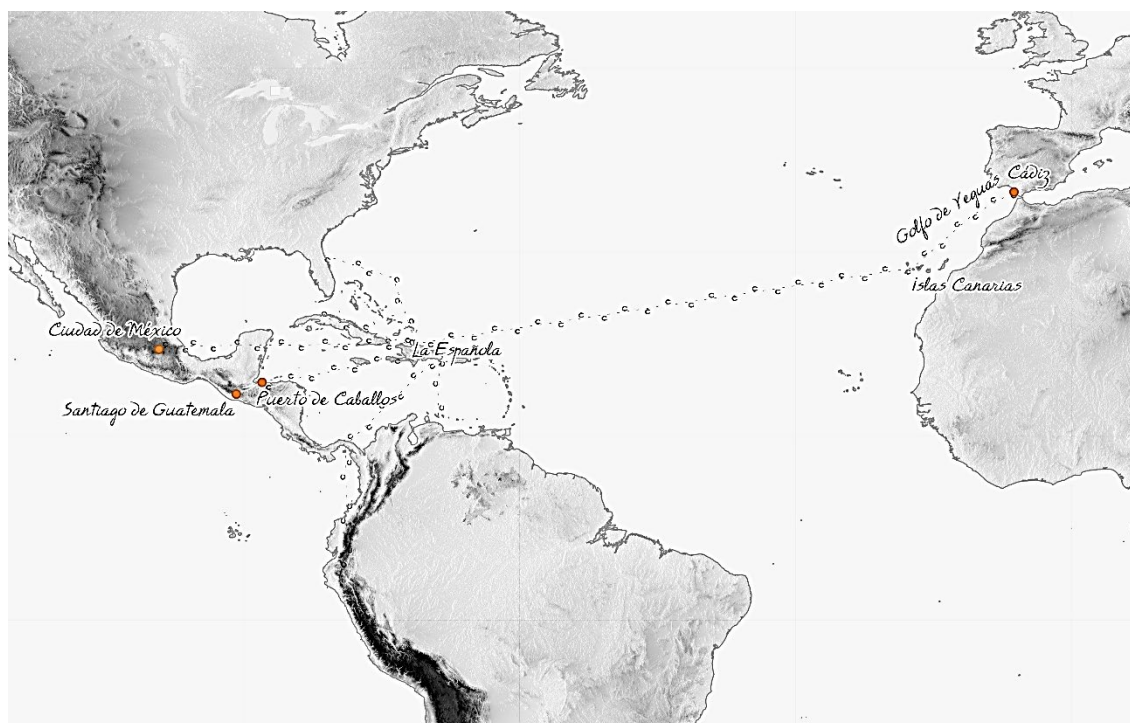 Golfo de Yeguas
Cádiz
Islas Canarias
Ciudad de México
La Española
Puerto de Caballos
Santiago de Guatemala